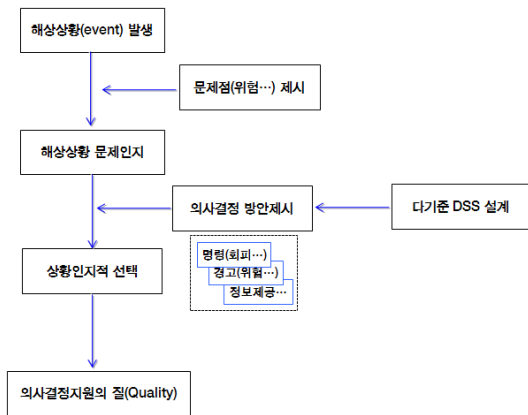 해상상황(event) 발생
문제점(위험…) 제시
해상상황 문제인지
의사결정 방안제시
다기준 DSS 설계
명령(회피…)
경고(위험…)
정보제공…
상황인지적 선택
의사결정지원의 질(Quality)